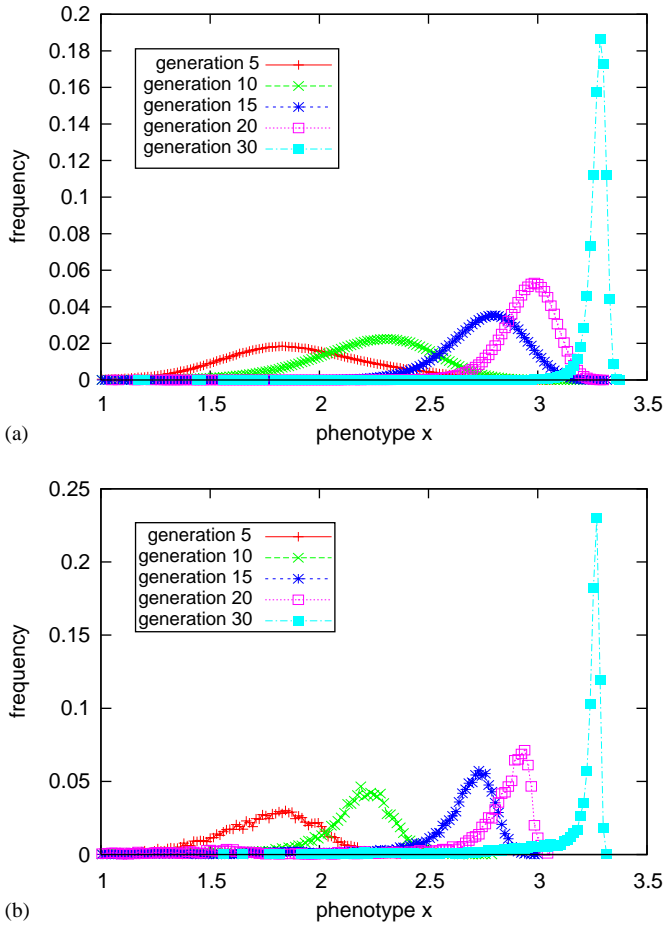 0.2
0.18
0.16
0.14
0.12
0.1
0.08
0.06
0.04
0.02
0
frequency
generation 5
generation 10
generation 15
generation 20
generation 30
1 1.5 2 2.5 3 3.5
phenotype x
(a)
0.25
0.2
0.15
0.1
0.05
0
frequency
generation 5
generation 10
generation 15
generation 20
generation 30
1 1.5 2 2.5 3 3.5
phenotype x
(b)